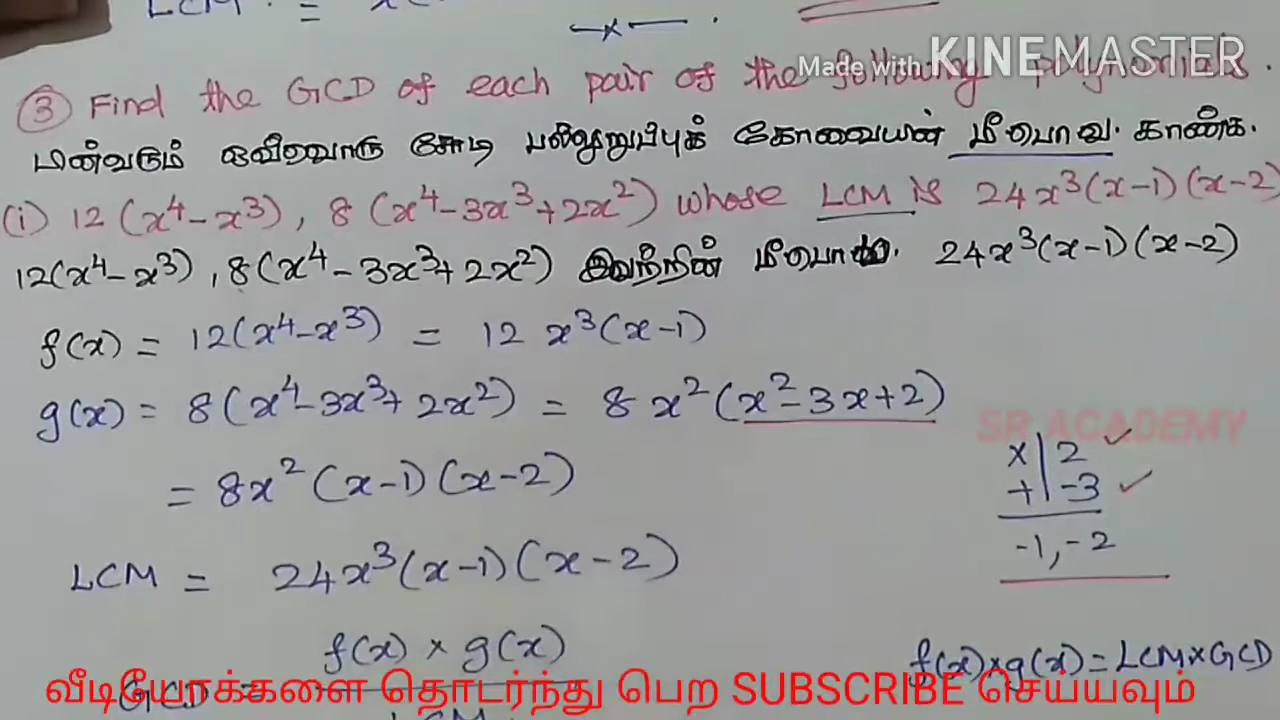 LCM. = x(
Made with KINEMASTER
③ Find the GCD of each pair of the following polynomials.
பின்வரும் ஒவ்வொரு சோடி பல்லுறுப்புக் கோவையின் மீபொவ. காண்க.
(i) 12(x⁴-x³), 8(x⁴-3x³+2x²) whose LCM is 24x³(x-1)(x-2)
12(x⁴-x³), 8(x⁴-3x³+2x²) இவற்றின் 24x³(x-1)(x-2)
f(x) = 12(x⁴-x³) = 12 x³(x-1)
g(x) = 8(x⁴-3x³+2x²) = 8x²(x²-3x+2)
SR ACADEMY
x | 2 ✓
+ | -3 ✓
-1, -2
= 8x²(x-1)(x-2)
LCM = 24x³(x-1)(x-2)
f(x) × g(x)
f(x)×g(x) = LCM×GCD
GCD =
LCM
வீடியோக்களை தொடர்ந்து பெற SUBSCRIBE செய்யவும்